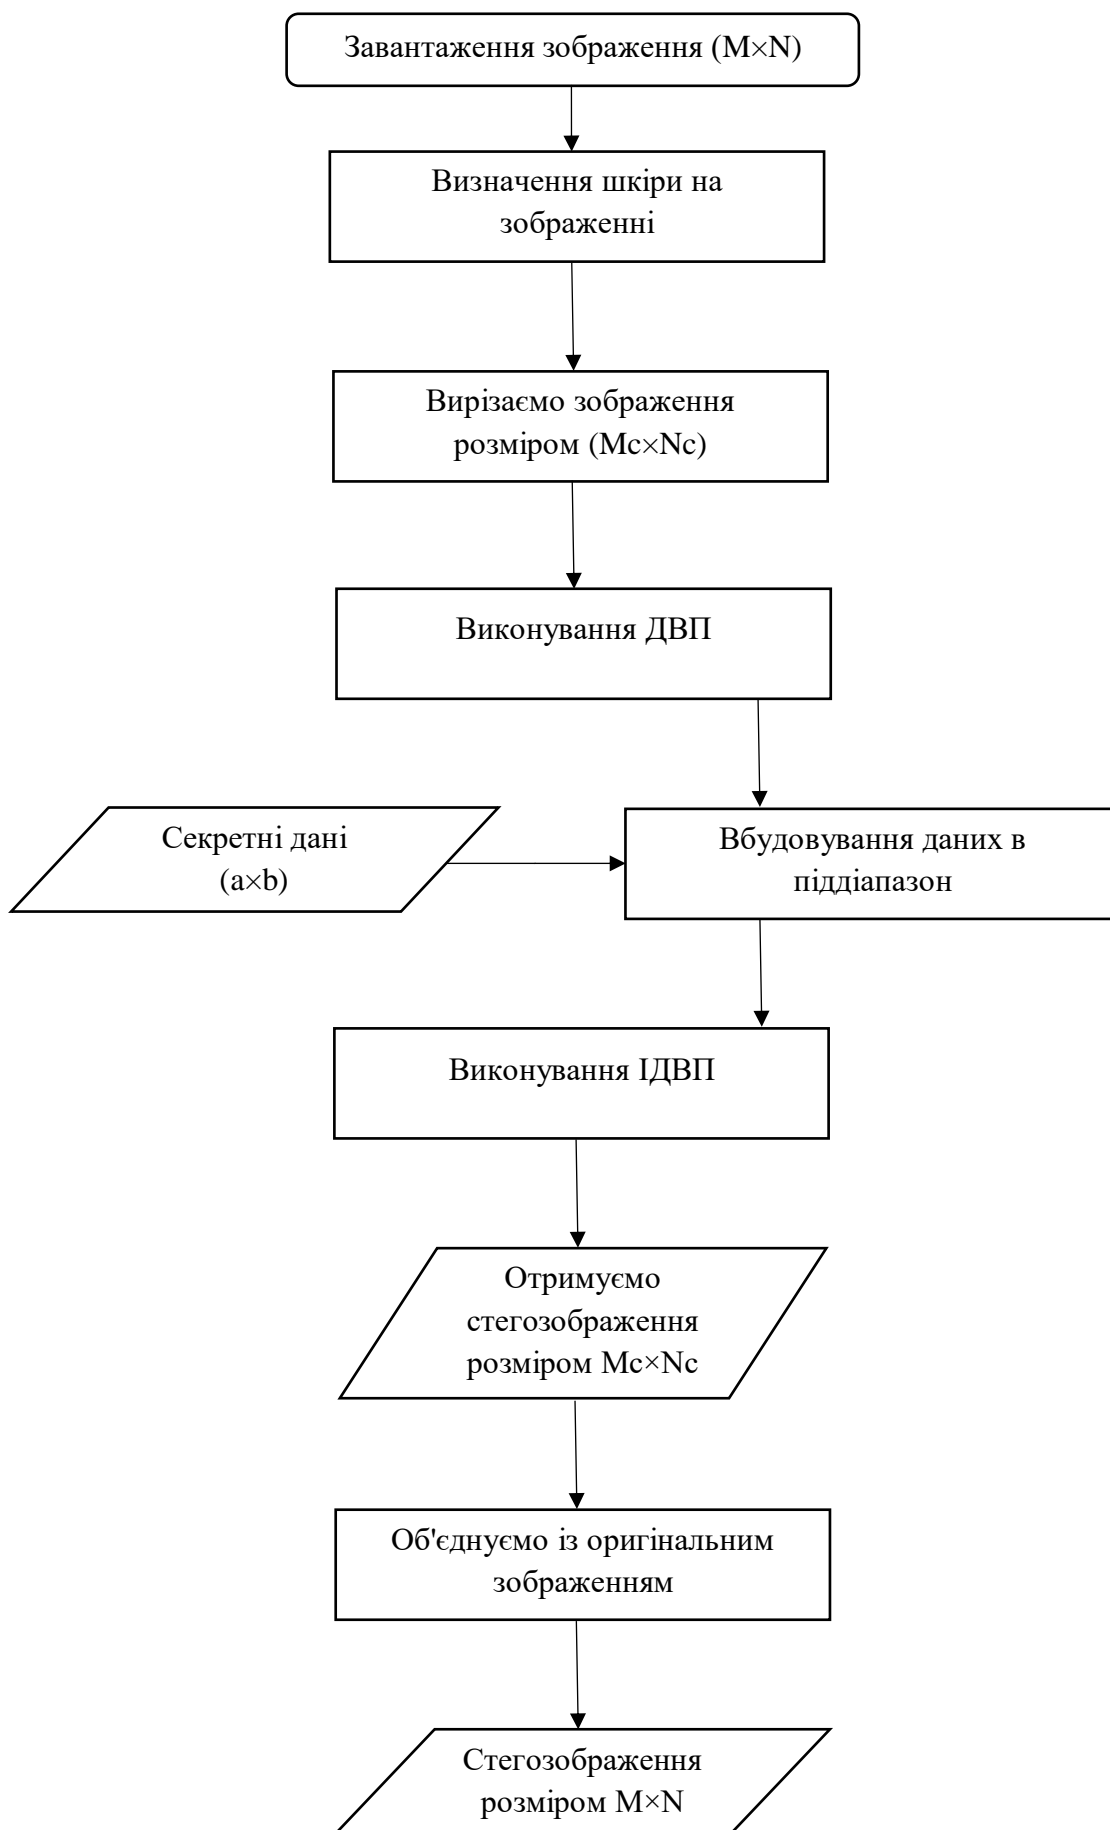 Завантаження зображення (M×N)
Визначення шкіри на
зображенні
Вирізаємо зображення
розміром (Mc×Nc)
Виконування ДВП
Секретні дані
(a×b)
Вбудовування даних в
піддіапазон
Виконування ІДВП
Отримуємо
стегозображення
розміром Mc×Nc
Об'єднуємо із оригінальним
зображенням
Стегозображення
розміром M×N